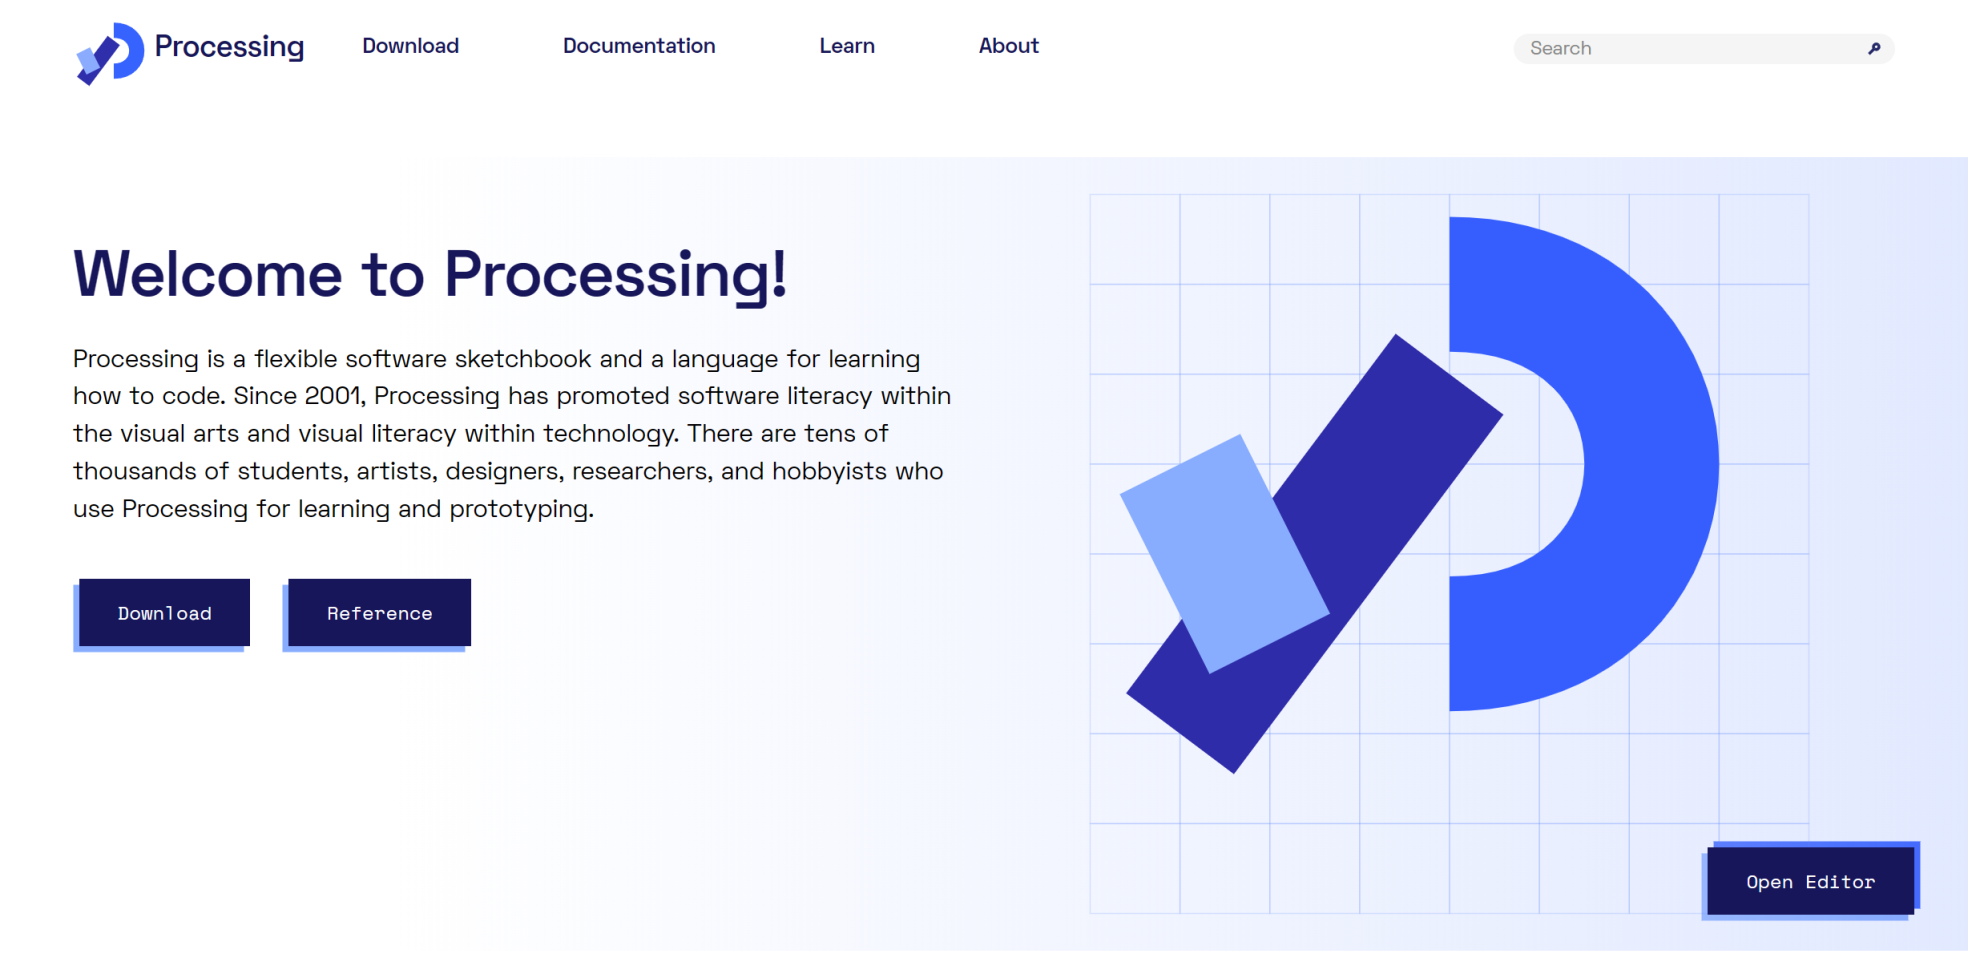 Processing
Download
Documentation
Learn
About
Search
Welcome to Processing!
Processing is a flexible software sketchbook and a language for learning
how to code. Since 2001, Processing has promoted software literacy within
the visual arts and visual literacy within technology. There are tens of
thousands of students, artists, designers, researchers, and hobbyists who
use Processing for learning and prototyping.
Download
Reference
Open Editor